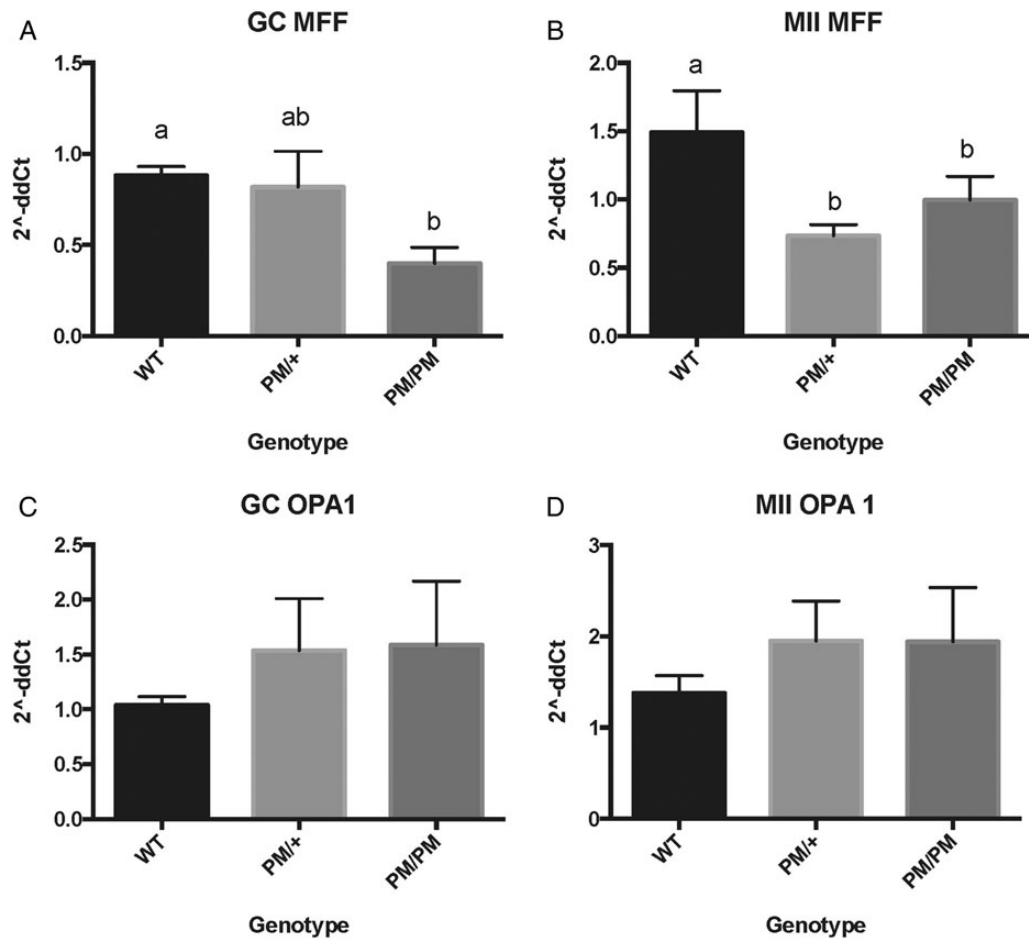 A
GC MFF
1.5
1.0
0.5
0.0
2^-ddCt
a
ab
b
WT
PM/+
PM/PM
Genotype
B
MII MFF
2.0
1.5
1.0
0.5
0.0
2^-ddCt
a
b
b
WT
PM/+
PM/PM
Genotype
C
GC OPA1
2.5
2.0
1.5
1.0
0.5
0.0
2^-ddCt
WT
PM/+
PM/PM
Genotype
D
MII OPA 1
3
2
1
0
2^-ddCt
WT
PM/+
PM/PM
Genotype